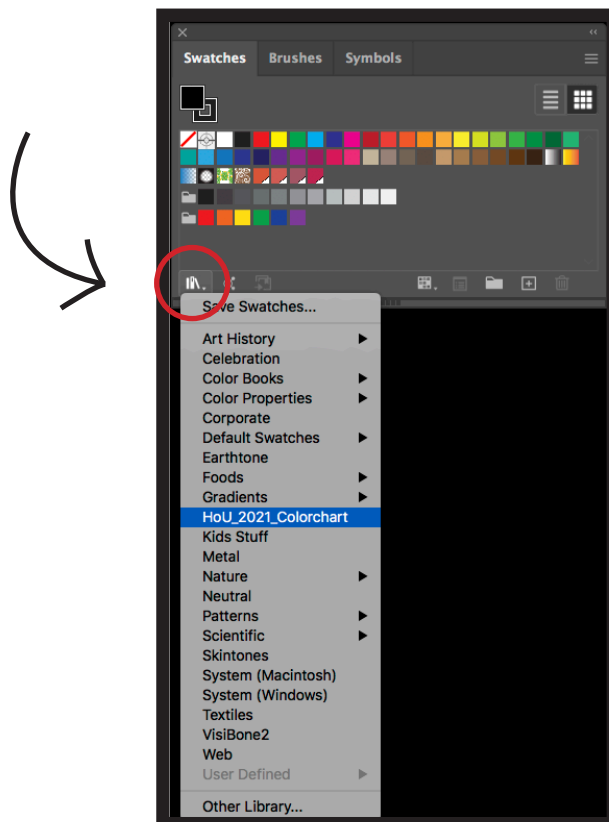 Swatches Brushes Symbols
Save Swatches...
Art History
Celebration
Color Books
Color Properties
Corporate
Default Swatches
Earthtone
Foods
Gradients
HoU_2021_Colorchart
Kids Stuff
Metal
Nature
Neutral
Patterns
Scientific
Skintones
System (Macintosh)
System (Windows)
Textiles
VisiBone2
Web
User Defined
Other Library...